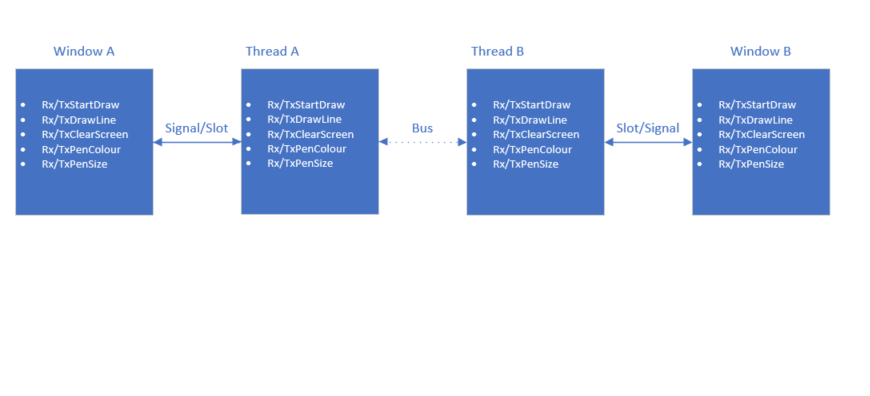 Window A
Thread A
Thread B
Window B
• Rx/TxStartDraw
• Rx/TxDrawLine
• Rx/TxClearScreen
• Rx/TxPenColour
• Rx/TxPenSize
Signal/Slot
• Rx/TxStartDraw
• Rx/TxDrawLine
• Rx/TxClearScreen
• Rx/TxPenColour
• Rx/TxPenSize
Bus
• Rx/TxStartDraw
• Rx/TxDrawLine
• Rx/TxClearScreen
• Rx/TxPenColour
• Rx/TxPenSize
Slot/Signal
• Rx/TxStartDraw
• Rx/TxDrawLine
• Rx/TxClearScreen
• Rx/TxPenColour
• Rx/TxPenSize